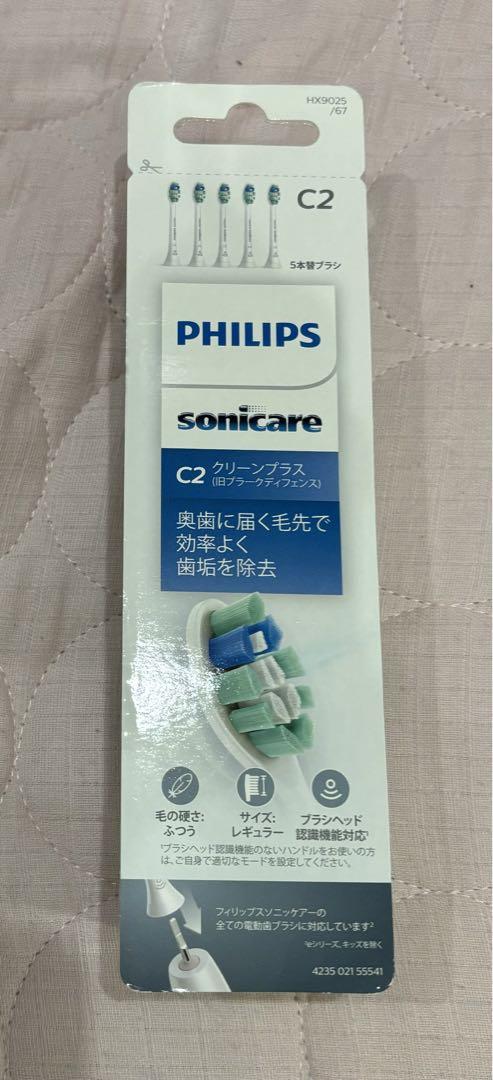 HX9025
/67
C2
5本替ブラシ
PHILIPS
sonicare
C2 クリーンプラス
(旧プラークディフェンス)
奥歯に届く毛先で
効率よく
歯垢を除去
毛の硬さ:
ふつう
サイズ:
レギュラー
ブラシヘッド
認識機能対応¹
¹ブラシヘッド認識機能のないハンドルをお使いの方
は、ご自身で適切なモードを設定してください。
フィリップスソニッケアーの
全ての電動歯ブラシに対応しています²
²eシリーズ、キッズを除く
4235 021 55541